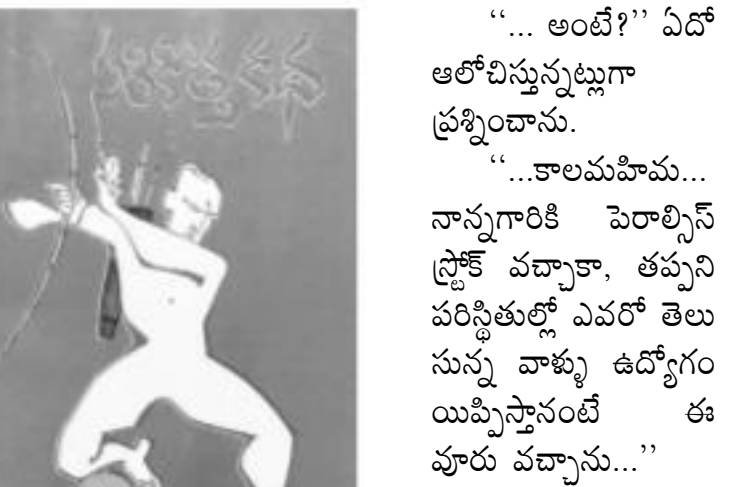 ‘‘... అంటే?’’ ఏదో
ఆలోచిస్తున్నట్లుగా
ప్రశ్నించాను.
‘‘...కాలమహిమ...
నాన్నగారికి పెరాల్సిస్
స్ట్రోక్ వచ్చాకా, తప్పని
పరిస్థితుల్లో ఎవరో తెలు
సున్న వాళ్ళు ఉద్యోగం
యిప్పిస్తానంటే ఈ
వూరు వచ్చాను...’’